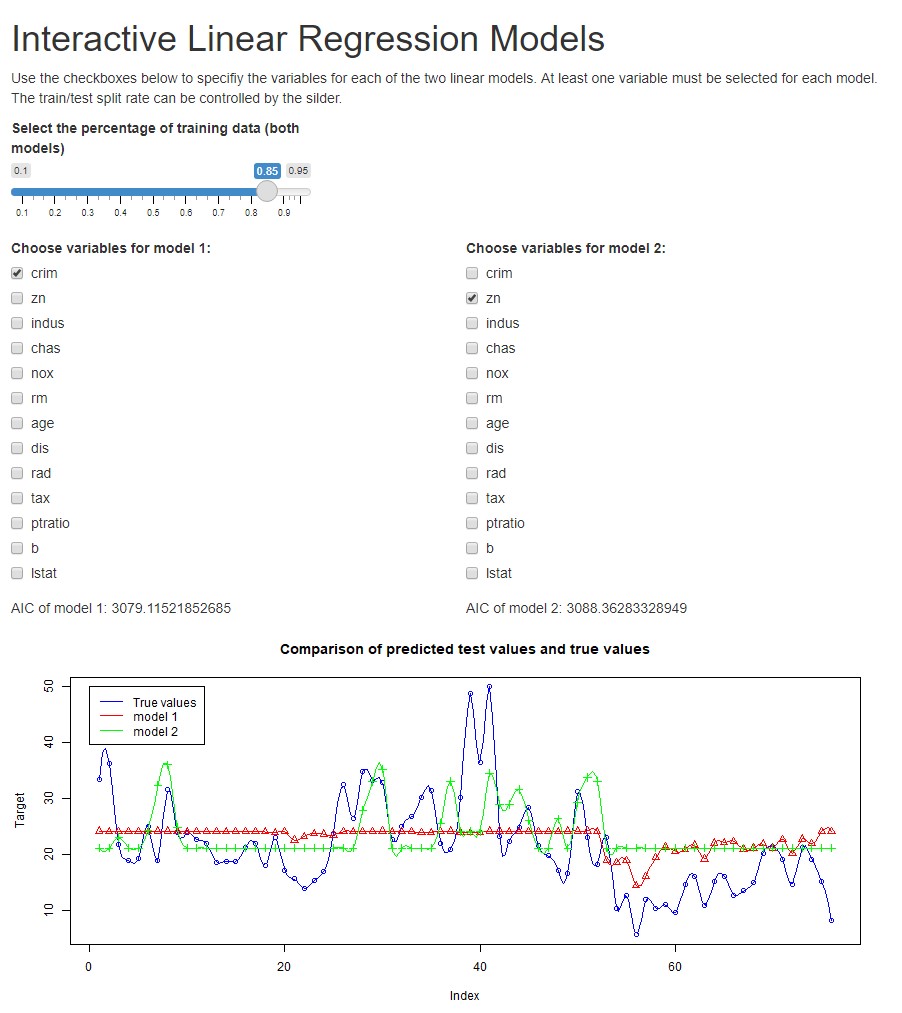 Interactive Linear Regression Models
Use the checkboxes below to specifiy the variables for each of the two linear models. At least one variable must be selected for each model.
The train/test split rate can be controlled by the silder.
Select the percentage of training data (both
models)
0.1 0.85 0.95
0.1 0.2 0.3 0.4 0.5 0.6 0.7 0.8 0.9
Choose variables for model 1:
crim
zn
indus
chas
nox
rm
age
dis
rad
tax
ptratio
b
lstat
AIC of model 1: 3079.11521852685
Choose variables for model 2:
crim
zn
indus
chas
nox
rm
age
dis
rad
tax
ptratio
b
lstat
AIC of model 2: 3088.36283328949
Comparison of predicted test values and true values
True values
model 1
model 2
Target
50
40
30
20
10
0 20 40 60
Index